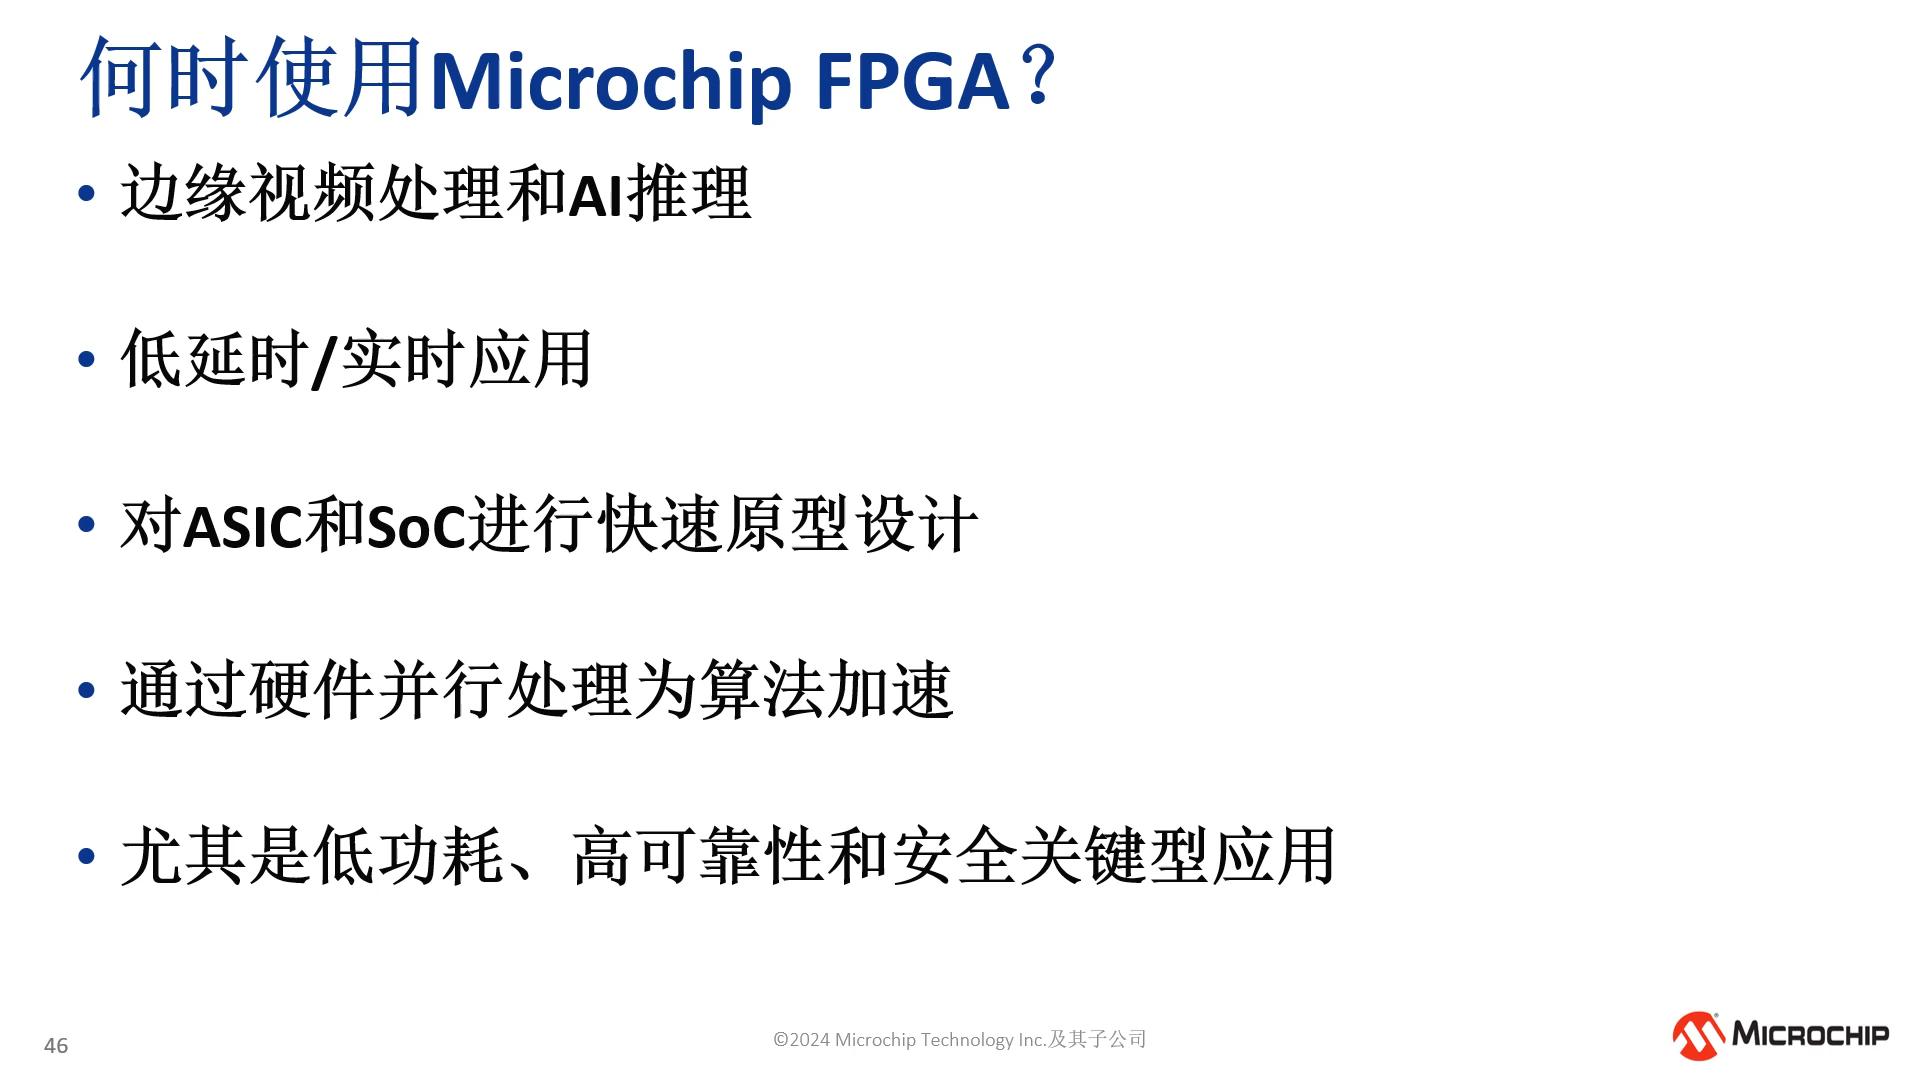 何时使用Microchip FPGA？
• 边缘视频处理和AI推理
• 低延时/实时应用
• 对ASIC和SoC进行快速原型设计
• 通过硬件并行处理为算法加速
• 尤其是低功耗、高可靠性和安全关键型应用
46
©2024 Microchip Technology Inc.及其子公司
MICROCHIP